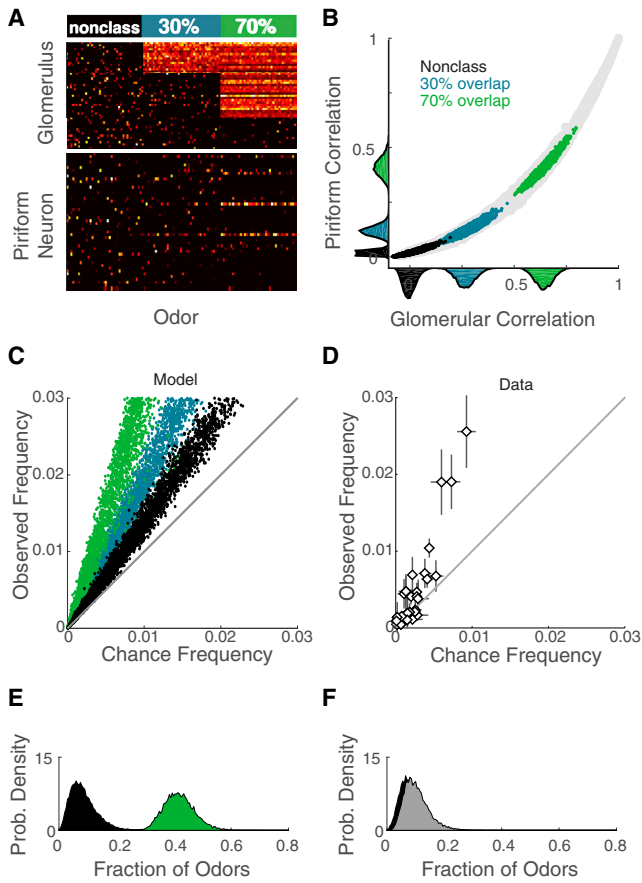 A
nonclass 30% 70%
Glomerulus
Piriform
Neuron
Odor
B
1
Nonclass
30% overlap
70% overlap
0.5
0
0 0.5 1
Piriform Correlation
Glomerular Correlation
C
Model
0.03
0.02
0.01
0
0 0.01 0.02 0.03
Observed Frequency
Chance Frequency
D
Data
0.03
0.02
0.01
0
0 0.01 0.02 0.03
Observed Frequency
Chance Frequency
E
15
0
0 0.2 0.4 0.6 0.8
Prob. Density
Fraction of Odors
F
15
0
0 0.2 0.4 0.6 0.8
Prob. Density
Fraction of Odors